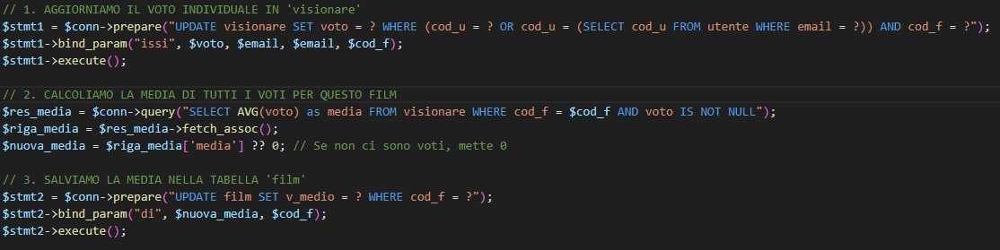 // 1. AGGIORNIAMO IL VOTO INDIVIDUALE IN 'visionare'
$stmt1 = $conn->prepare("UPDATE visionare SET voto = ? WHERE (cod_u = ? OR cod_u = (SELECT cod_u FROM utente WHERE email = ?)) AND cod_f = ?");
$stmt1->bind_param("issi", $voto, $email, $email, $cod_f);
$stmt1->execute();
// 2. CALCOLIAMO LA MEDIA DI TUTTI I VOTI PER QUESTO FILM
$res_media = $conn->query("SELECT AVG(voto) as media FROM visionare WHERE cod_f = $cod_f AND voto IS NOT NULL");
$riga_media = $res_media->fetch_assoc();
$nuova_media = $riga_media['media'] ?? 0; // Se non ci sono voti, mette 0
// 3. SALVIAMO LA MEDIA NELLA TABELLA 'film'
$stmt2 = $conn->prepare("UPDATE film SET v_medio = ? WHERE cod_f = ?");
$stmt2->bind_param("di", $nuova_media, $cod_f);
$stmt2->execute();